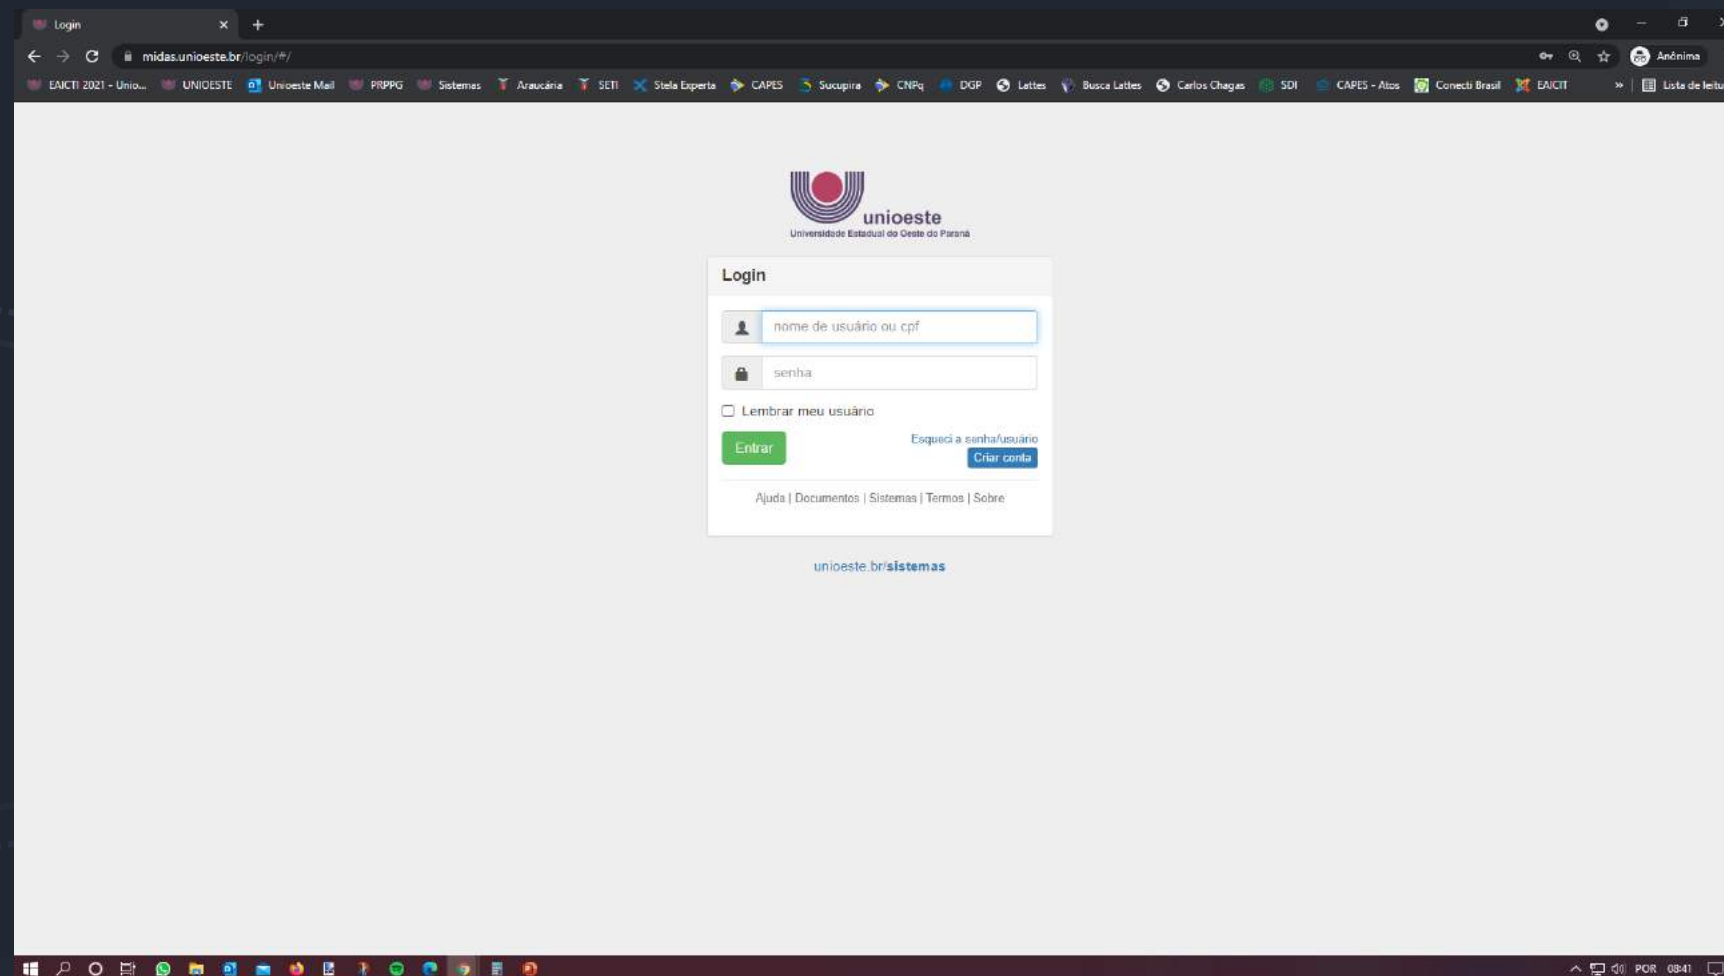 Login
midas.unioeste.br/login/#/
Anônima
EAICTI 2021 - Unio... UNIOESTE Unioeste Mail PRPPG Sistemas Araucária SETI Stela Experta CAPES Sucupira CNPq DGP Lattes Busca Lattes Carlos Chagas SDI CAPES - Atos Conecti Brasil EAICIT » Lista de leitu
unioeste
Universidade Estadual do Oeste do Paraná
Login
nome de usuário ou cpf
senha
Lembrar meu usuário
Entrar
Esqueci a senha/usuário
Criar conta
Ajuda | Documentos | Sistemas | Termos | Sobre
unioeste.br/sistemas
POR 08:41